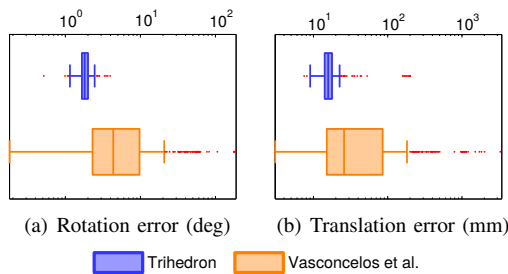 10^0 10^1 10^2 10^1 10^2 10^3
(a) Rotation error (deg) (b) Translation error (mm)
Trihedron Vasconcelos et al.